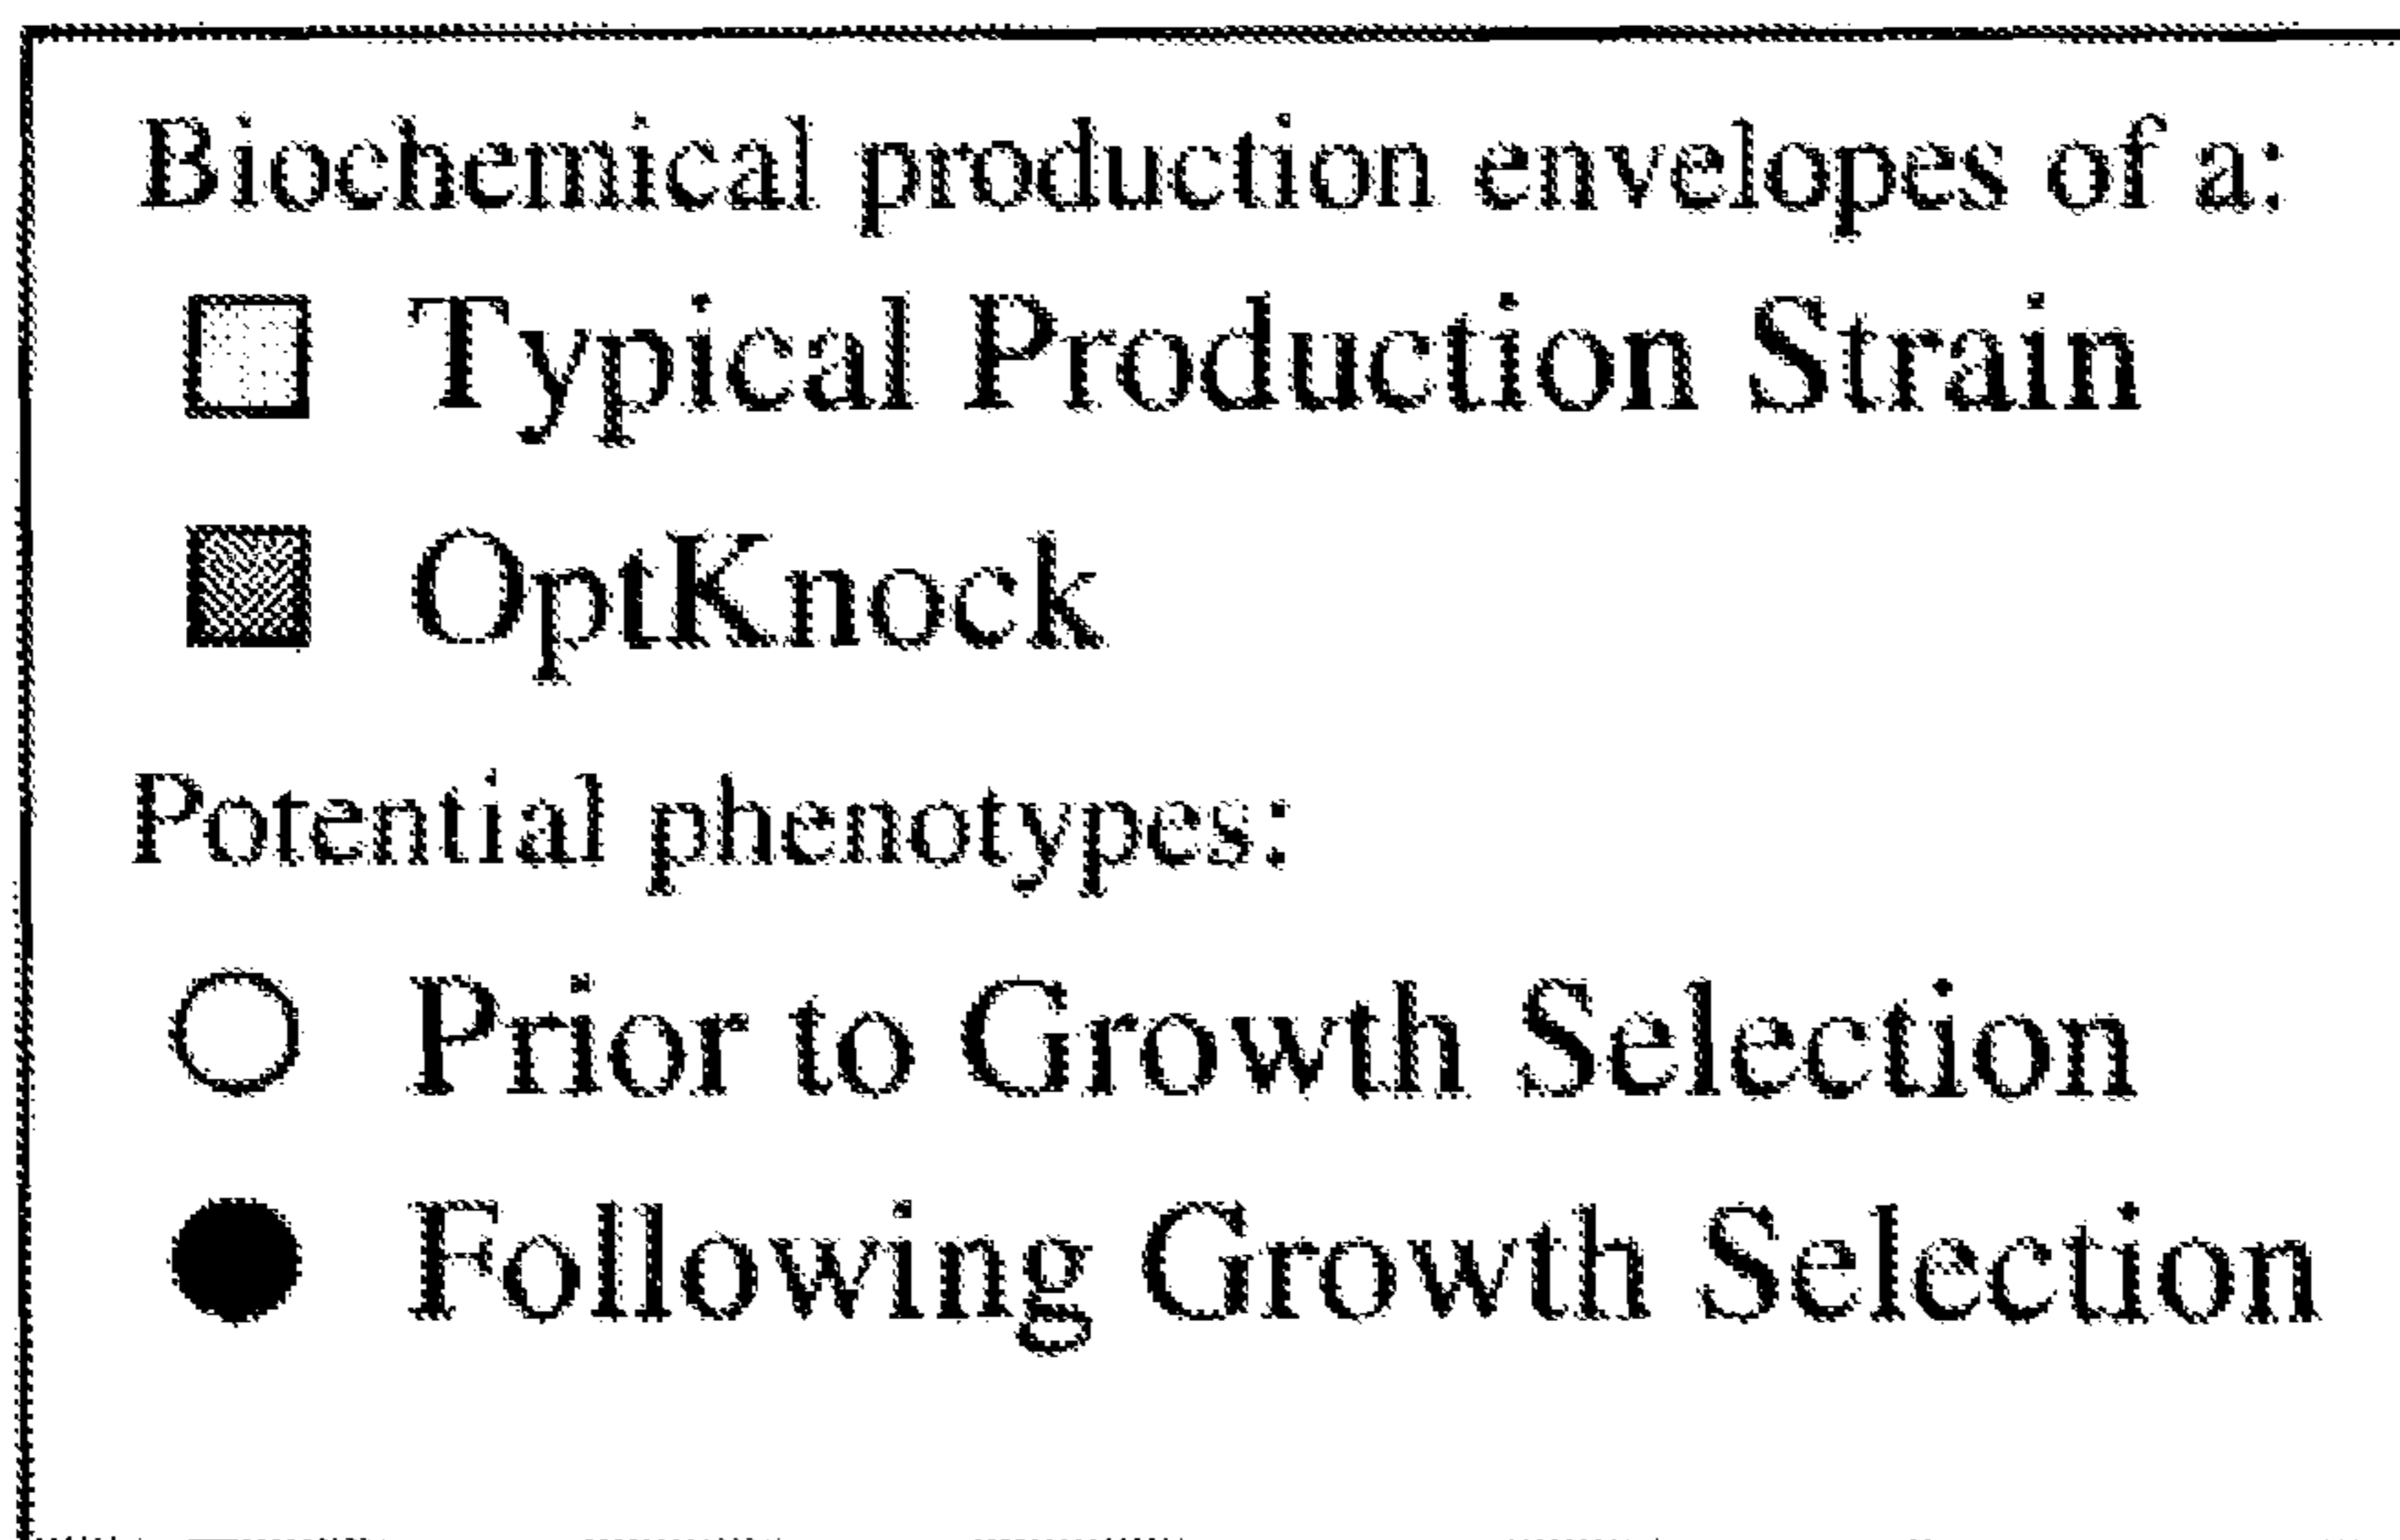 Biochemical production envelopes of a:
Typical Production Strain
OptKnock
Potential phenotypes:
Prior to Growth Selection
Following Growth Selection